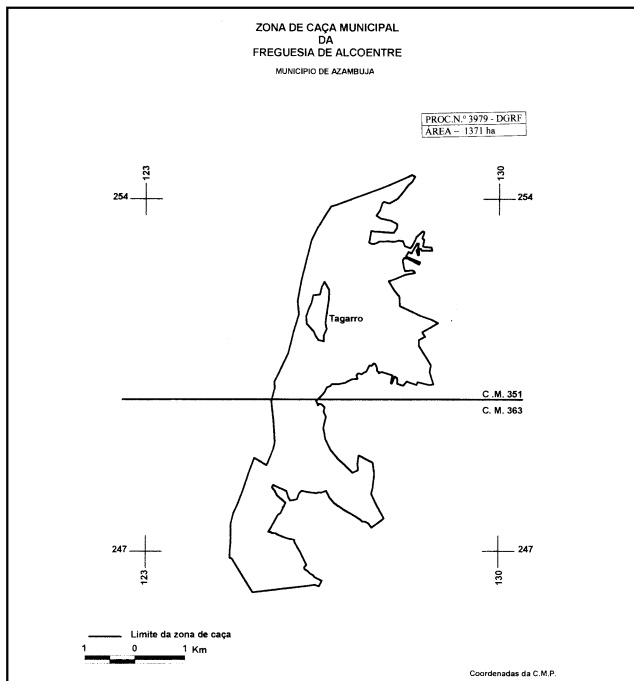 ZONA DE CAÇA MUNICIPAL
DA
FREGUESIA DE ALCOENTRE
MUNICIPIO DE AZAMBUJA
PROC.N.º 3979 - DGRF
ÁREA – 1371 ha
123
130
254
254
Tagarro
C .M. 351
C. M. 363
247
247
123
130
Limite da zona de caça
1 0 1 Km
Coordenadas da C.M.P.